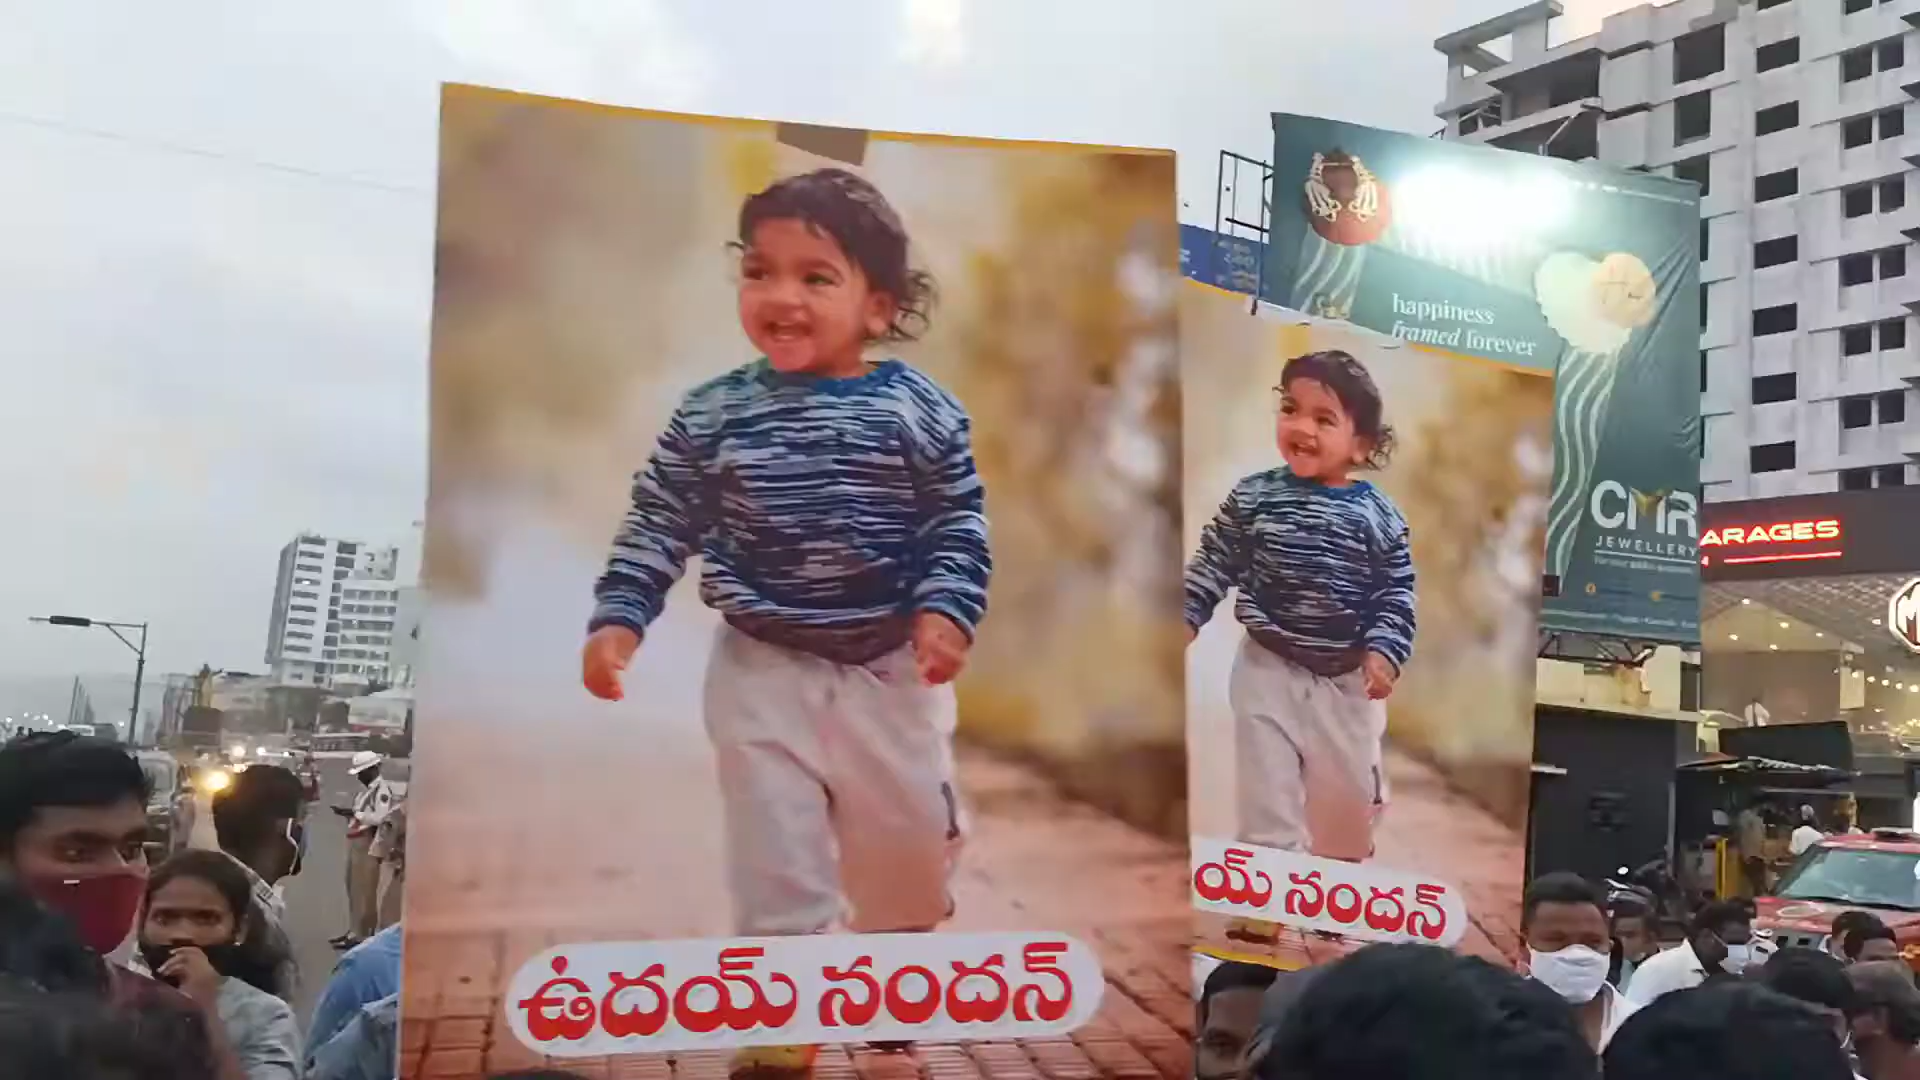 happiness
framed forever
CMR
JEWELLERY
ARAGES
య్ నందన్
ఉదయ్ నందన్